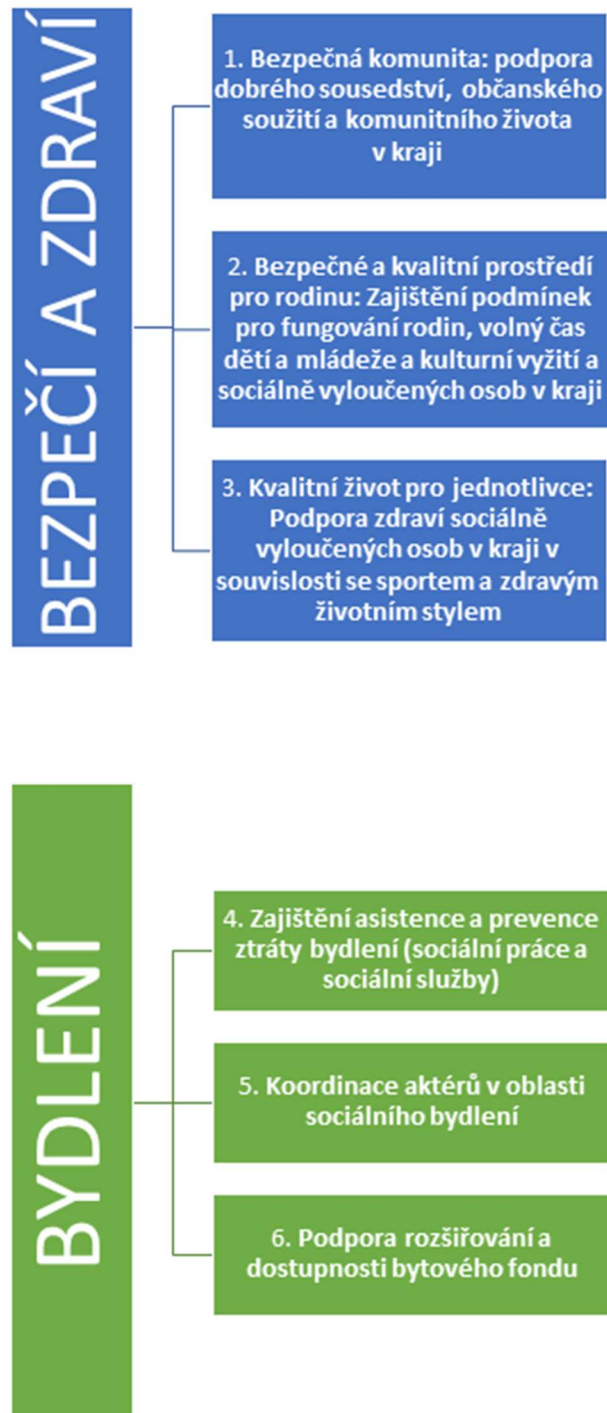 BEZPEČÍ A ZDRAVÍ
1. Bezpečná komunita: podpora
dobrého sousedství, občanského
soužití a komunitního života
v kraji
2. Bezpečné a kvalitní prostředí
pro rodinu: Zajištění podmínek
pro fungování rodin, volný čas
dětí a mládeže a kulturní vyžití a
sociálně vyloučených osob v kraji
3. Kvalitní život pro jednotlivce:
Podpora zdraví sociálně
vyloučených osob v kraji v
souvislosti se sportem a zdravým
životním stylem
BYDLENÍ
4. Zajištění asistence a prevence
ztráty bydlení (sociální práce a
sociální služby)
5. Koordinace aktérů v oblasti
sociálního bydlení
6. Podpora rozšiřování a
dostupnosti bytového fondu